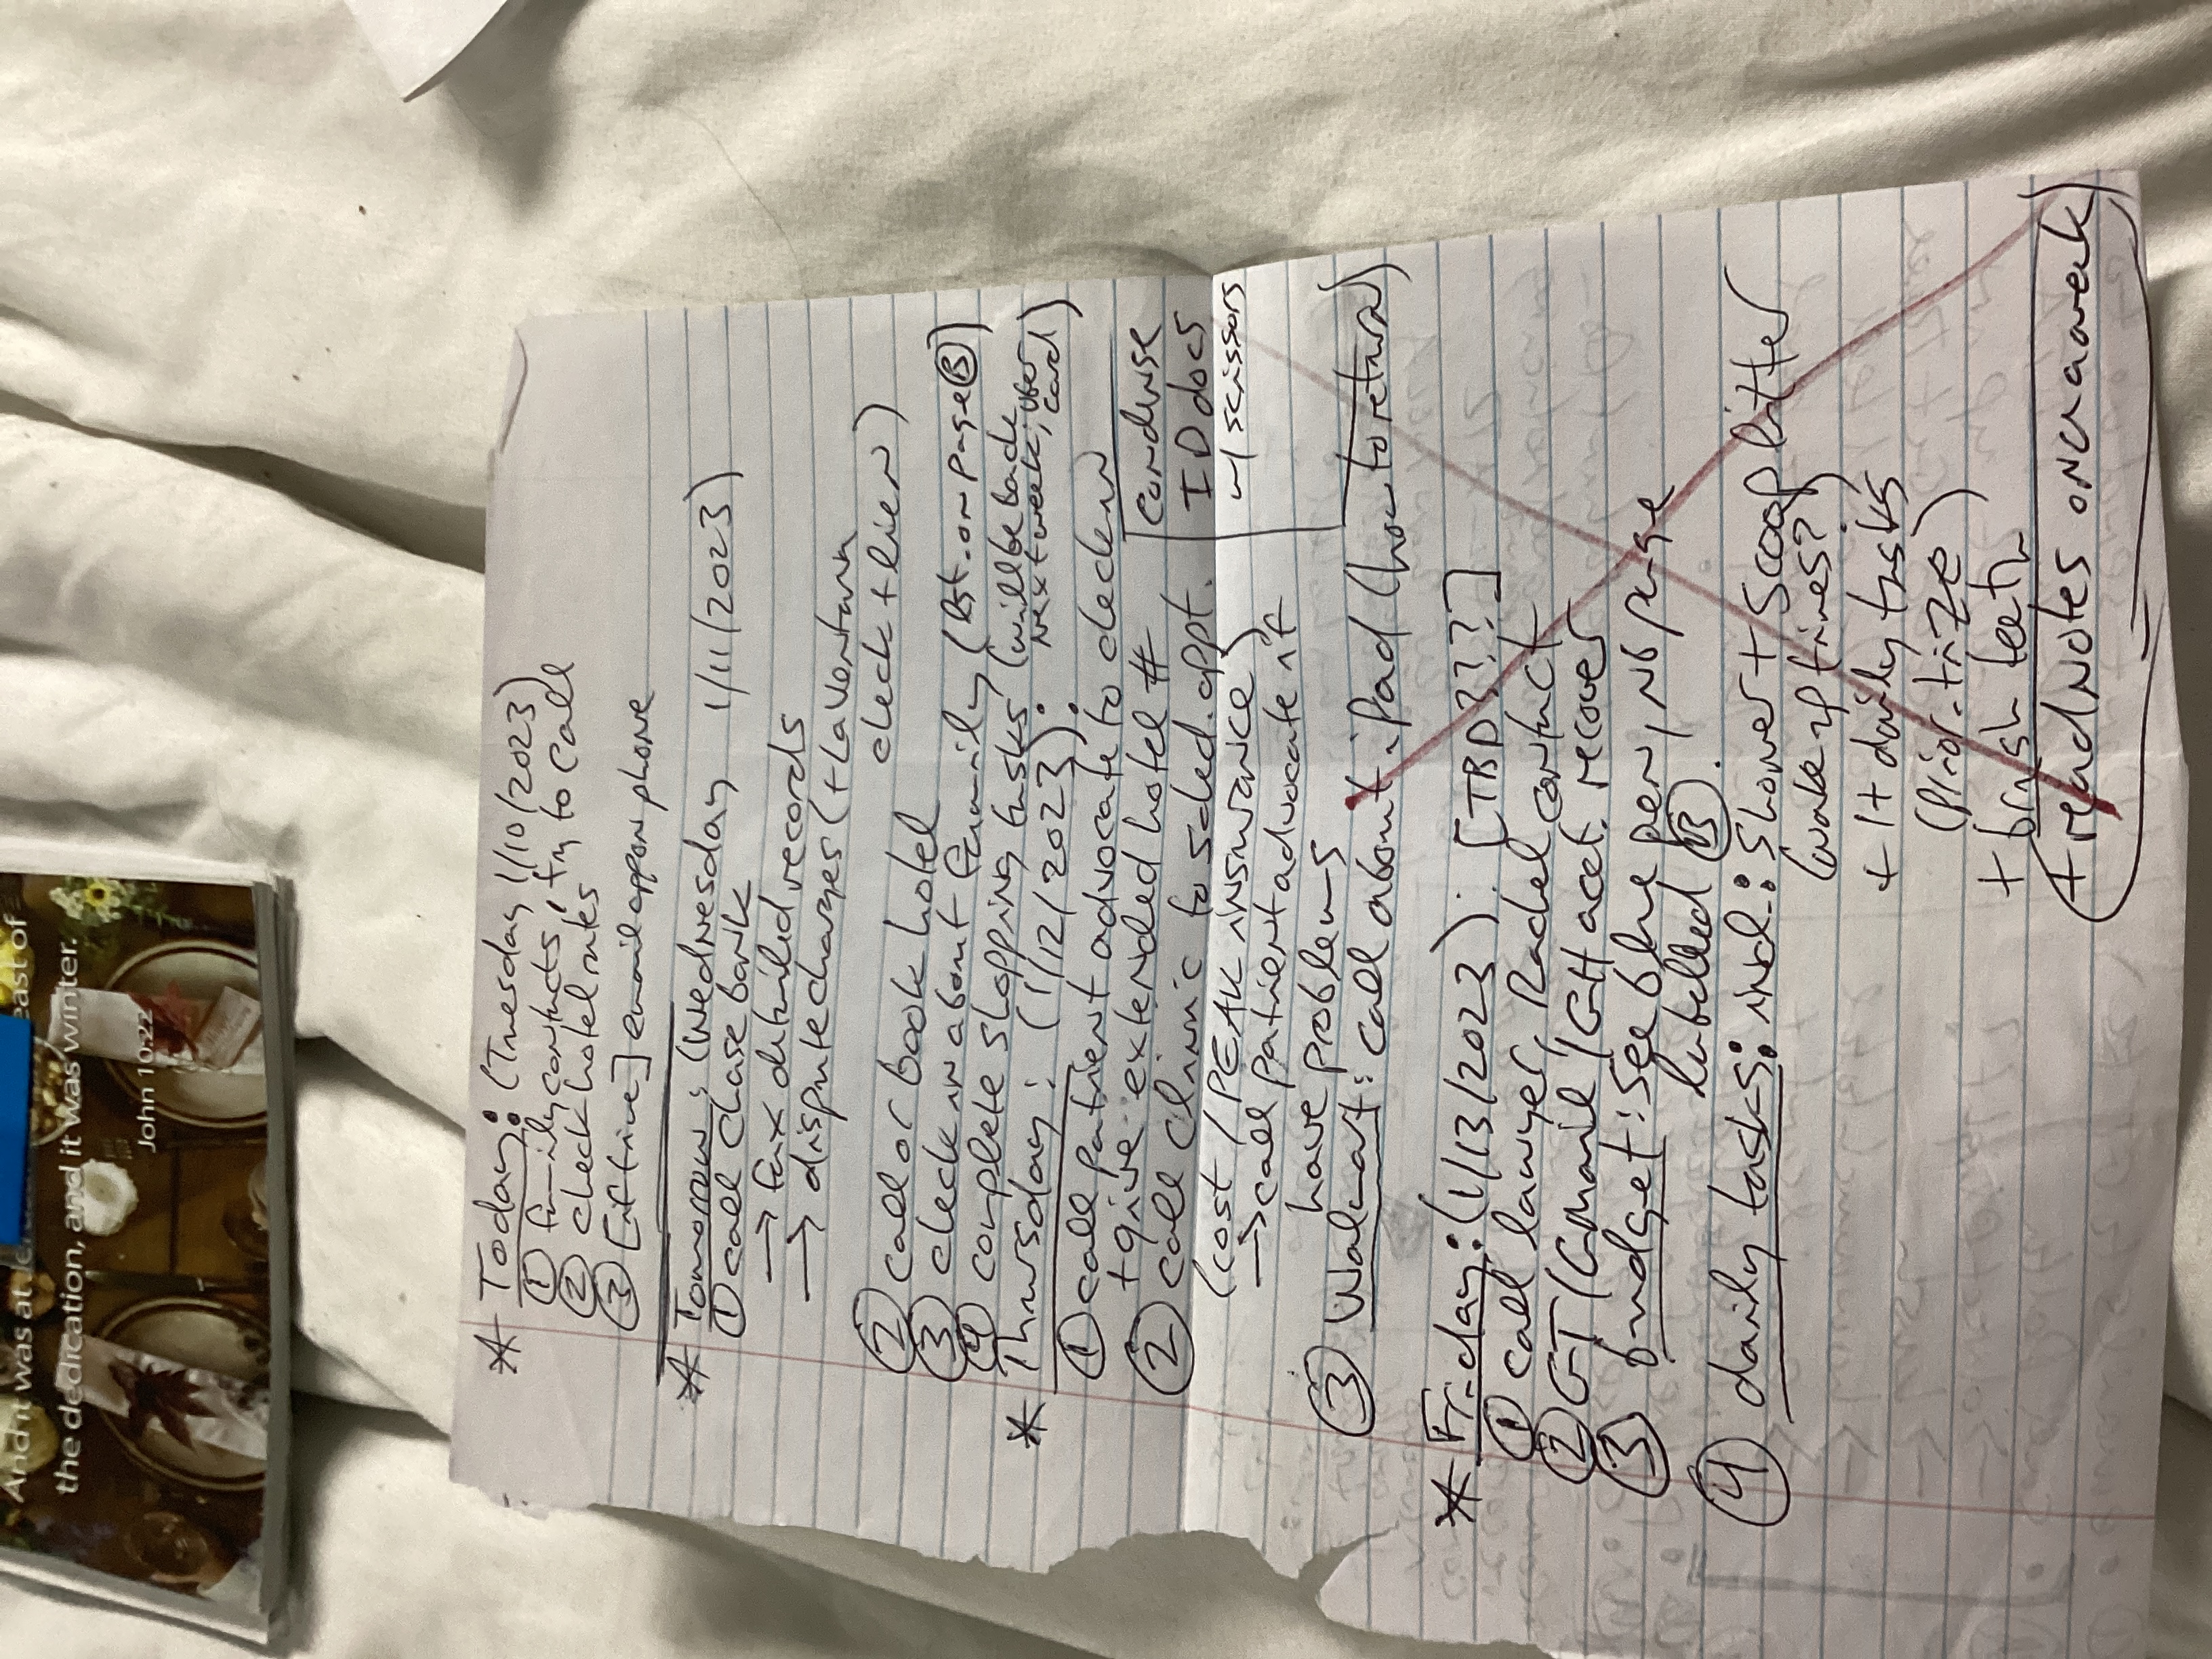 And it was at east of
the dedication, and it was winter.
John 10:22
* Today: (Tuesday 1/10/2023)
① family contacts, try to call
② check hotel rates
③ [if time] email app on phone
* Tomorrow: (Wednesday 1/11/2023)
① call Chase bank
→ fax detailed records
→ dispute charges (+ La Ventana
check + lien)
② call or book hotel
③ check in about family (lst. on page Ⓑ)
④ complete shopping tasks (will be back
next week; Uber
card)
* Thursday: (1/12/2023):
① call patient advocate to check in
+ give extended hotel #
② call clinic to sched. appt.
(cost / PEAK insurance)
→ call patient advocate if
have problems
condense
ID docs
w/ scissors
③ Walmart: call about ipad (how to return)
* Friday: (1/13/2023): [TBD???]
① call lawyer, Rachel contact
② GT/Gmail/GH acct. recover
③ budget: see blue pen, NB page
labelled Ⓑ.
④ daily tasks: incl.: shower + scoop litter
(wake up times?)
+ 1+ daily tasks
(prioritize)
+ brush teeth
+ read notes once a week